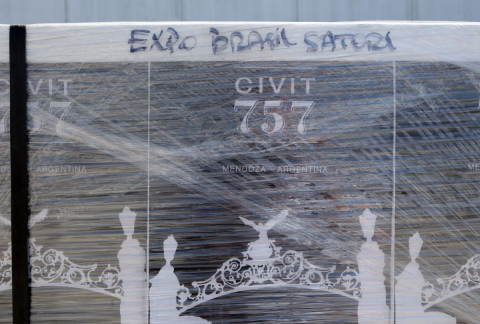 EXPO BRASIL SATURI
CIVIT
757
MENDOZA - ARGENTINA